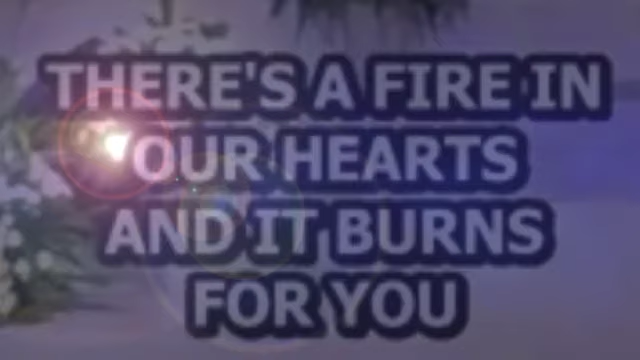 THERE'S A FIRE IN
OUR HEARTS
AND IT BURNS
FOR YOU